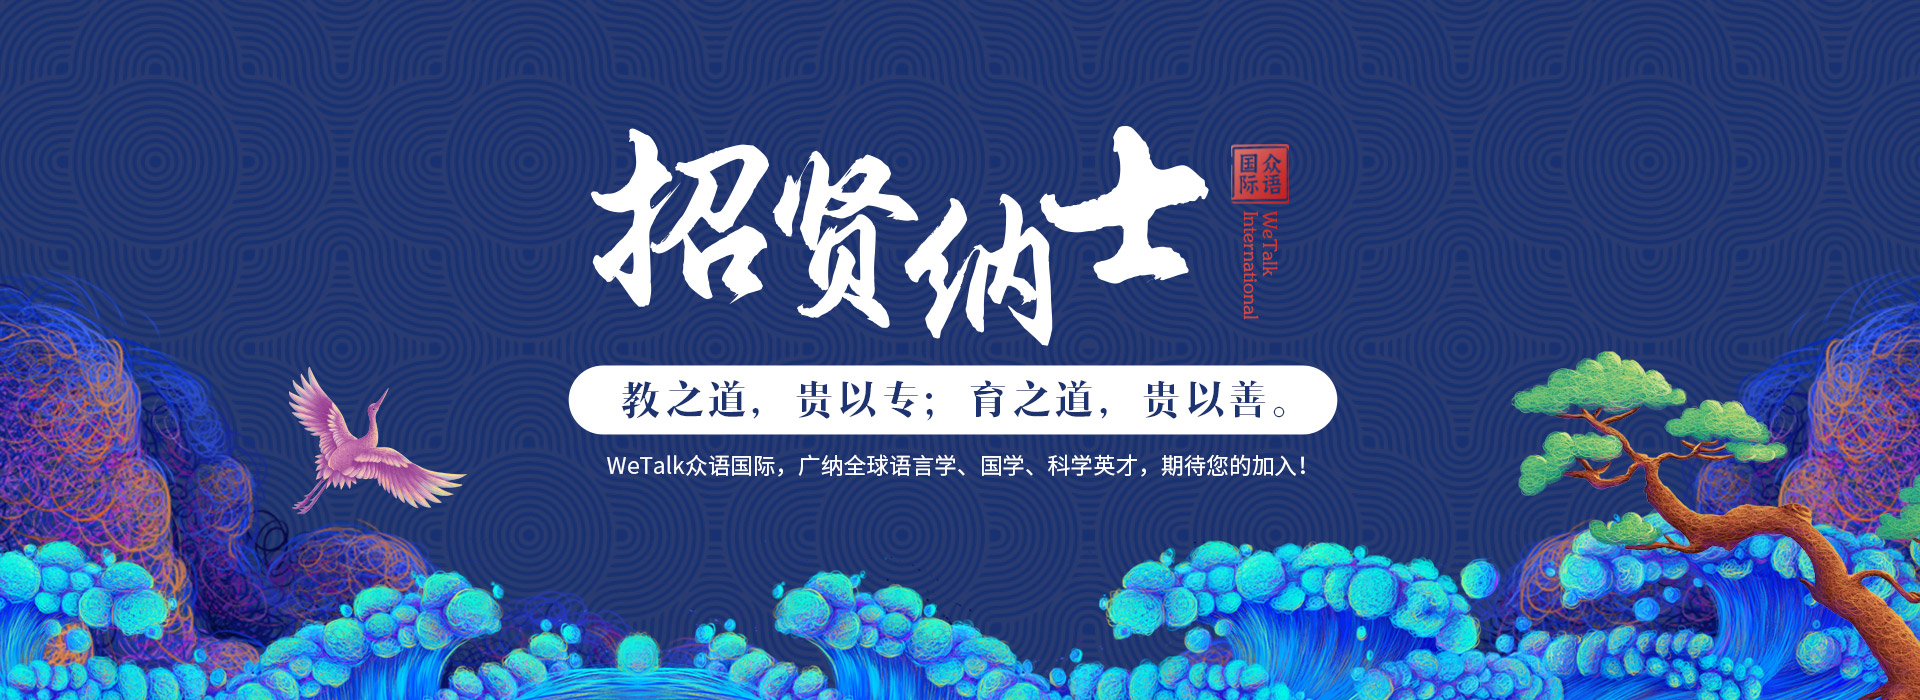 招贤纳士
众语
国际
WeTalk
International
教之道，贵以专；育之道，贵以善。
WeTalk众语国际，广纳全球语言学、国学、科学英才，期待您的加入！